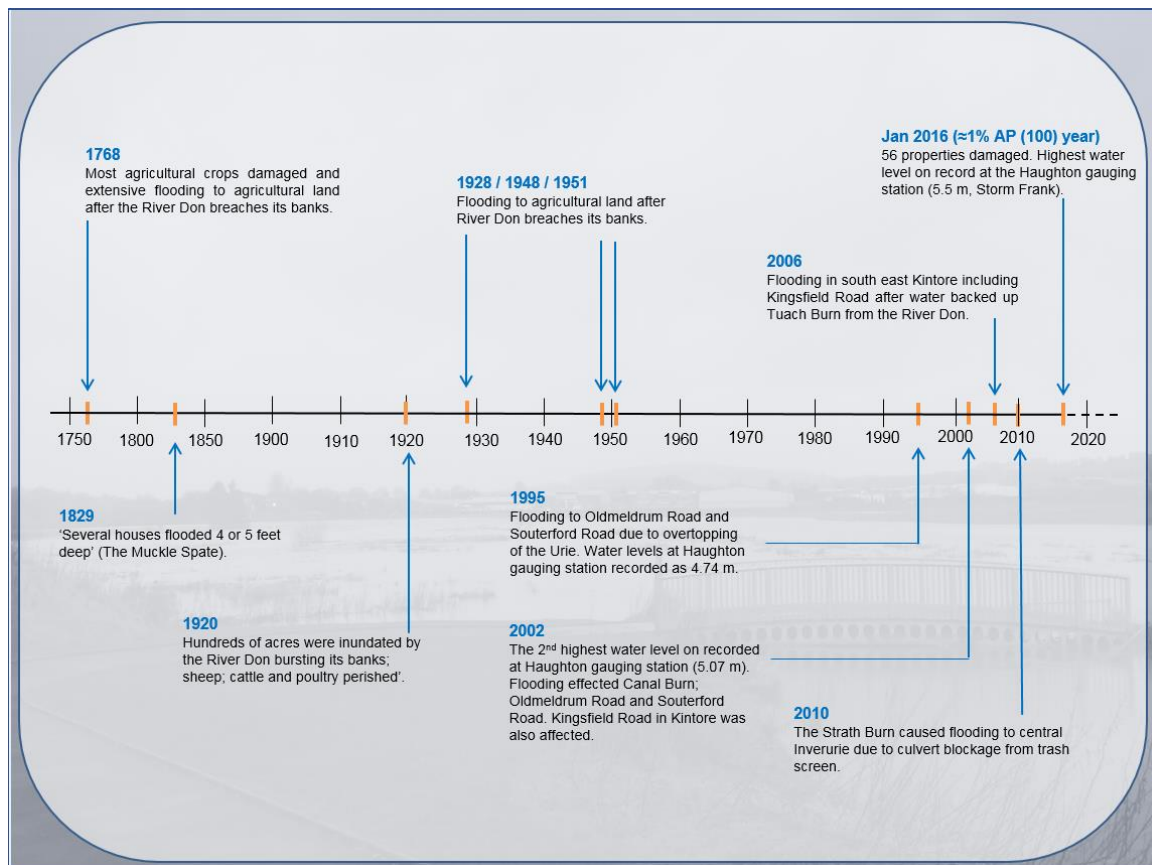 1768
Most agricultural crops damaged and
extensive flooding to agricultural land
after the River Don breaches its banks.
1928 / 1948 / 1951
Flooding to agricultural land after
River Don breaches its banks.
Jan 2016 (≈1% AP (100) year)
56 properties damaged. Highest water
level on record at the Haughton gauging
station (5.5 m, Storm Frank).
2006
Flooding in south east Kintore including
Kingsfield Road after water backed up
Tuach Burn from the River Don.
1750 1800 1850 1900 1910 1920 1930 1940 1950 1960 1970 1980 1990 2000 2010 2020
1829
‘Several houses flooded 4 or 5 feet
deep’ (The Muckle Spate).
1920
Hundreds of acres were inundated by
the River Don bursting its banks;
sheep; cattle and poultry perished’.
1995
Flooding to Oldmeldrum Road and
Souterford Road due to overtopping
of the Urie. Water levels at Haughton
gauging station recorded as 4.74 m.
2002
The 2nd highest water level on recorded
at Haughton gauging station (5.07 m).
Flooding effected Canal Burn;
Oldmeldrum Road and Souterford
Road. Kingsfield Road in Kintore was
also affected.
2010
The Strath Burn caused flooding to central
Inverurie due to culvert blockage from trash
screen.